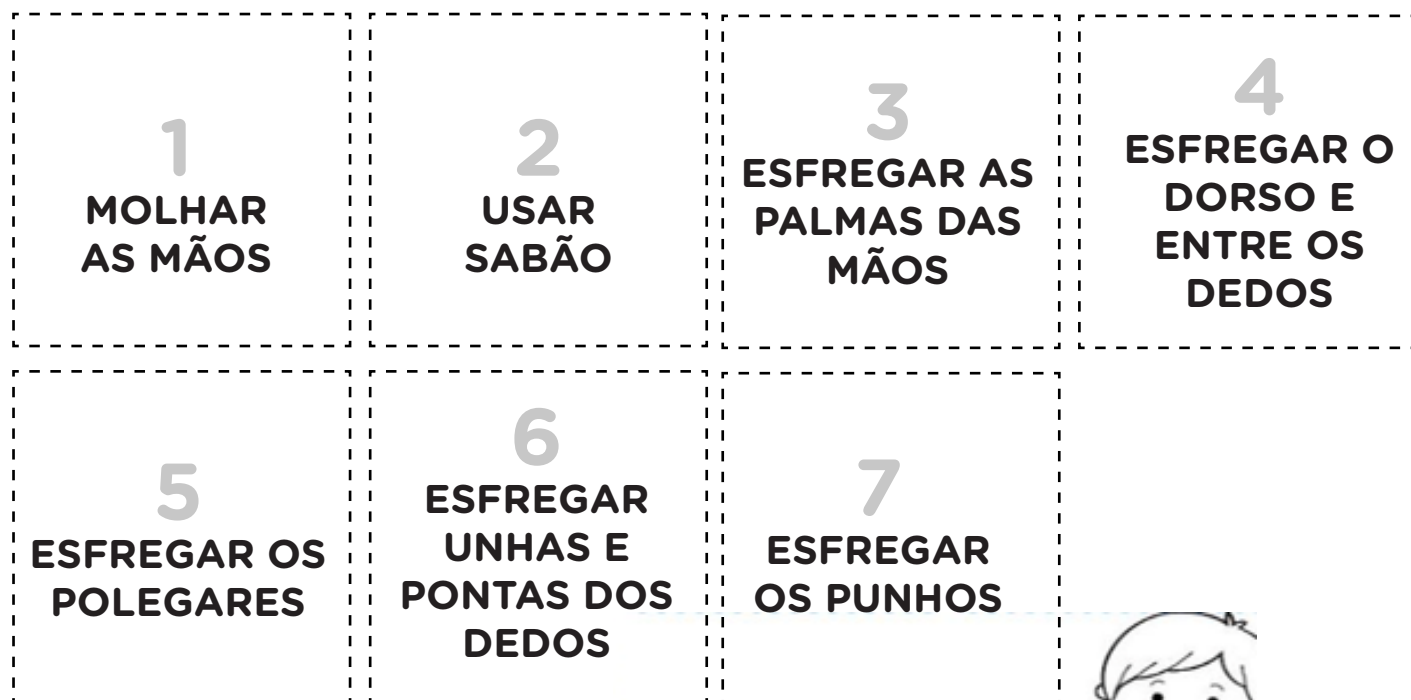 1
MOLHAR
AS MÃOS
2
USAR
SABÃO
3
ESFREGAR AS
PALMAS DAS
MÃOS
4
ESFREGAR O
DORSO E
ENTRE OS
DEDOS
5
ESFREGAR OS
POLEGARES
6
ESFREGAR
UNHAS E
PONTAS DOS
DEDOS
7
ESFREGAR
OS PUNHOS